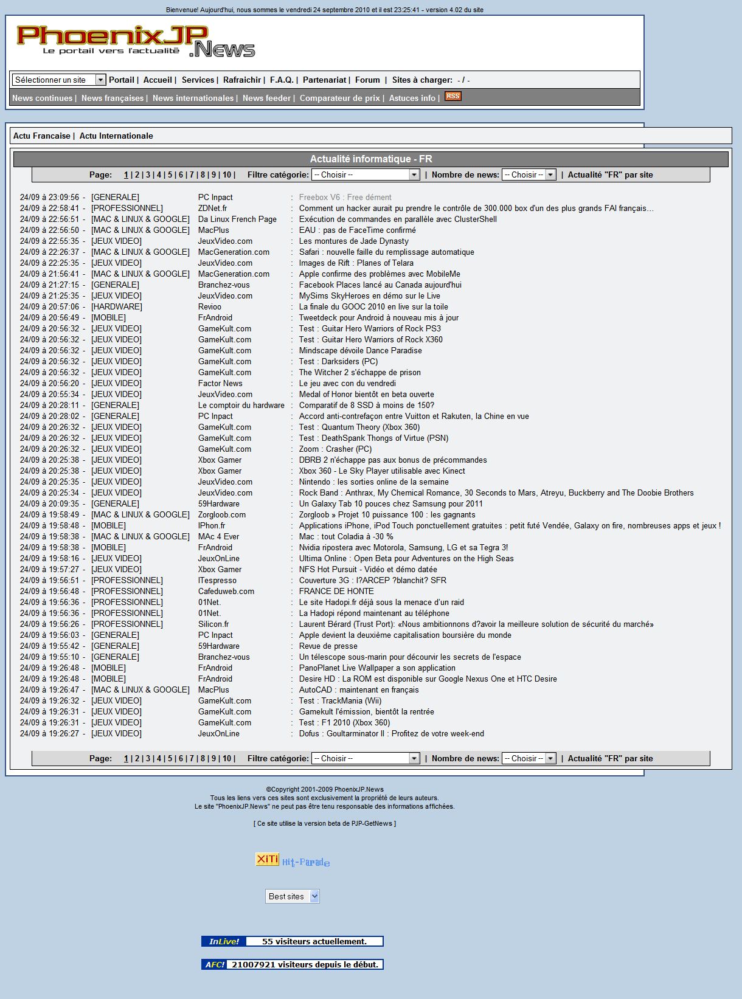 Bienvenue! Aujourd'hui, nous sommes le vendredi 24 septembre 2010 et il est 23:25:41 - version 4.02 du site
PhoenixJP
Le portail vers l'actualité .News
Sélectionner un site Portail | Accueil | Services | Rafraichir | F.A.Q. | Partenariat | Forum | Sites à charger: - / -
News continues | News françaises | News internationales | News feeder | Comparateur de prix | Astuces info | RSS
Actu Francaise | Actu Internationale
Actualité informatique - FR
Page: 1 | 2 | 3 | 4 | 5 | 6 | 7 | 8 | 9 | 10 | Filtre catégorie: -- Choisir -- | Nombre de news: -- Choisir -- | Actualité "FR" par site
24/09 à 23:09:56 - [GENERALE] PC Inpact : Freebox V6 : Free dément
24/09 à 22:58:41 - [PROFESSIONNEL] ZDNet.fr : Comment un hacker aurait pu prendre le contrôle de 300.000 box d'un des plus grands FAI français...
24/09 à 22:56:51 - [MAC & LINUX & GOOGLE] Da Linux French Page : Exécution de commandes en parallèle avec ClusterShell
24/09 à 22:56:50 - [MAC & LINUX & GOOGLE] MacPlus : EAU : pas de FaceTime confirmé
24/09 à 22:55:35 - [JEUX VIDEO] JeuxVideo.com : Les montures de Jade Dynasty
24/09 à 22:26:37 - [MAC & LINUX & GOOGLE] MacGeneration.com : Safari : nouvelle faille du remplissage automatique
24/09 à 22:25:35 - [JEUX VIDEO] JeuxVideo.com : Images de Rift : Planes of Telara
24/09 à 21:56:41 - [MAC & LINUX & GOOGLE] MacGeneration.com : Apple confirme des problèmes avec MobileMe
24/09 à 21:27:15 - [GENERALE] Branchez-vous : Facebook Places lancé au Canada aujourd'hui
24/09 à 21:25:35 - [JEUX VIDEO] JeuxVideo.com : MySims SkyHeroes en démo sur le Live
24/09 à 20:57:06 - [HARDWARE] Revioo : La finale du GOOC 2010 en live sur la toile
24/09 à 20:56:49 - [MOBILE] FrAndroid : Tweetdeck pour Android à nouveau mis à jour
24/09 à 20:56:32 - [JEUX VIDEO] GameKult.com : Test : Guitar Hero Warriors of Rock PS3
24/09 à 20:56:32 - [JEUX VIDEO] GameKult.com : Test : Guitar Hero Warriors of Rock X360
24/09 à 20:56:32 - [JEUX VIDEO] GameKult.com : Mindscape dévoile Dance Paradise
24/09 à 20:56:32 - [JEUX VIDEO] GameKult.com : Test : Darksiders (PC)
24/09 à 20:56:32 - [JEUX VIDEO] GameKult.com : The Witcher 2 s'échappe de prison
24/09 à 20:56:20 - [JEUX VIDEO] Factor News : Le jeu avec con du vendredi
24/09 à 20:55:34 - [JEUX VIDEO] JeuxVideo.com : Medal of Honor bientôt en beta ouverte
24/09 à 20:28:11 - [GENERALE] Le comptoir du hardware : Comparatif de 8 SSD à moins de 150?
24/09 à 20:28:02 - [GENERALE] PC Inpact : Accord anti-contrefaçon entre Vuitton et Rakuten, la Chine en vue
24/09 à 20:26:32 - [JEUX VIDEO] GameKult.com : Test : Quantum Theory (Xbox 360)
24/09 à 20:26:32 - [JEUX VIDEO] GameKult.com : Test : DeathSpank Thongs of Virtue (PSN)
24/09 à 20:26:32 - [JEUX VIDEO] GameKult.com : Zoom : Crasher (PC)
24/09 à 20:25:38 - [JEUX VIDEO] Xbox Gamer : DBRB 2 n'échappe pas aux bonus de précommandes
24/09 à 20:25:38 - [JEUX VIDEO] Xbox Gamer : Xbox 360 - Le Sky Player utilisable avec Kinect
24/09 à 20:25:35 - [JEUX VIDEO] JeuxVideo.com : Nintendo : les sorties online de la semaine
24/09 à 20:25:34 - [JEUX VIDEO] JeuxVideo.com : Rock Band : Anthrax, My Chemical Romance, 30 Seconds to Mars, Atreyu, Buckberry and The Doobie Brothers
24/09 à 20:09:35 - [GENERALE] 59Hardware : Un Galaxy Tab 10 pouces chez Samsung pour 2011
24/09 à 19:58:49 - [MAC & LINUX & GOOGLE] Zorgloob.com : Zorgloob » Projet 10 puissance 100 : les gagnants
24/09 à 19:58:48 - [MOBILE] IPhon.fr : Applications iPhone, iPod Touch ponctuellement gratuites : petit futé Vendée, Galaxy on fire, nombreuses apps et jeux !
24/09 à 19:58:38 - [MAC & LINUX & GOOGLE] MAc 4 Ever : Mac : tout Coladia à -30 %
24/09 à 19:58:38 - [MOBILE] FrAndroid : Nvidia ripostera avec Motorola, Samsung, LG et sa Tegra 3!
24/09 à 19:58:16 - [JEUX VIDEO] JeuxOnLine : Ultima Online : Open Beta pour Adventures on the High Seas
24/09 à 19:57:27 - [JEUX VIDEO] Xbox Gamer : NFS Hot Pursuit - Vidéo et démo datée
24/09 à 19:56:51 - [PROFESSIONNEL] ITespresso : Couverture 3G : l?ARCEP ?blanchit? SFR
24/09 à 19:56:48 - [PROFESSIONNEL] Cafeduweb.com : FRANCE DE HONTE
24/09 à 19:56:36 - [PROFESSIONNEL] 01Net. : Le site Hadopi.fr déjà sous la menace d'un raid
24/09 à 19:56:36 - [PROFESSIONNEL] 01Net. : La Hadopi répond maintenant au téléphone
24/09 à 19:56:26 - [PROFESSIONNEL] Silicon.fr : Laurent Bérard (Trust Port): «Nous ambitionnons d?avoir la meilleure solution de sécurité du marché»
24/09 à 19:56:03 - [GENERALE] PC Inpact : Apple devient la deuxième capitalisation boursière du monde
24/09 à 19:55:42 - [GENERALE] 59Hardware : Revue de presse
24/09 à 19:55:10 - [GENERALE] Branchez-vous : Un télescope sous-marin pour découvrir les secrets de l'espace
24/09 à 19:26:48 - [MOBILE] FrAndroid : PanoPlanet Live Wallpaper a son application
24/09 à 19:26:48 - [MOBILE] FrAndroid : Desire HD : La ROM est disponible sur Google Nexus One et HTC Desire
24/09 à 19:26:47 - [MAC & LINUX & GOOGLE] MacPlus : AutoCAD : maintenant en français
24/09 à 19:26:32 - [JEUX VIDEO] GameKult.com : Test : TrackMania (Wii)
24/09 à 19:26:31 - [JEUX VIDEO] GameKult.com : Gamekult l'émission, bientôt la rentrée
24/09 à 19:26:31 - [JEUX VIDEO] GameKult.com : Test : F1 2010 (Xbox 360)
24/09 à 19:26:27 - [JEUX VIDEO] JeuxOnLine : Dofus : Goultarminator II : Profitez de votre week-end
Page: 1 | 2 | 3 | 4 | 5 | 6 | 7 | 8 | 9 | 10 | Filtre catégorie: -- Choisir -- | Nombre de news: -- Choisir -- | Actualité "FR" par site
©Copyright 2001-2009 PhoenixJP.News
Tous les liens vers ces sites sont exclusivement la propriété de leurs auteurs.
Le site "PhoenixJP.News" ne peut pas être tenu responsable des informations affichées.
[ Ce site utilise la version beta de PJP-GetNews ]
XiTi Hit-Parade
Best sites
InLive! 55 visiteurs actuellement.
AFC! 21007921 visiteurs depuis le début.